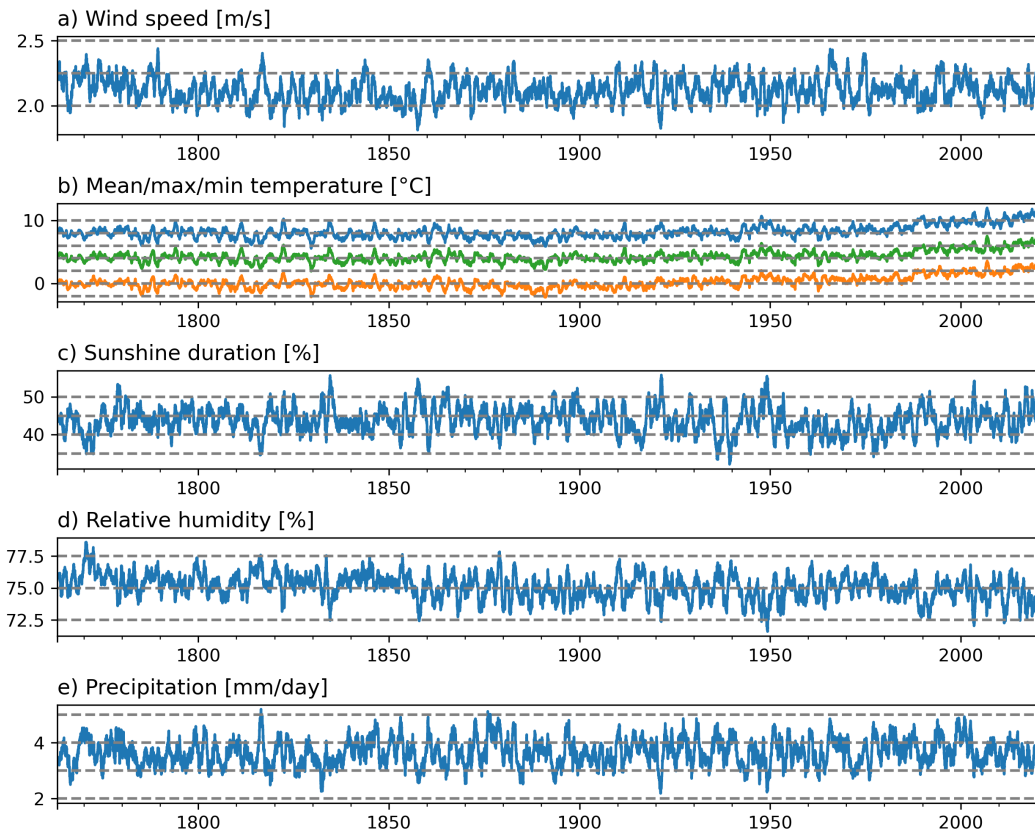 a) Wind speed [m/s]
2.5
2.0
1800 1850 1900 1950 2000
b) Mean/max/min temperature [°C]
10
0
1800 1850 1900 1950 2000
c) Sunshine duration [%]
50
40
1800 1850 1900 1950 2000
d) Relative humidity [%]
77.5
75.0
72.5
1800 1850 1900 1950 2000
e) Precipitation [mm/day]
4
2
1800 1850 1900 1950 2000